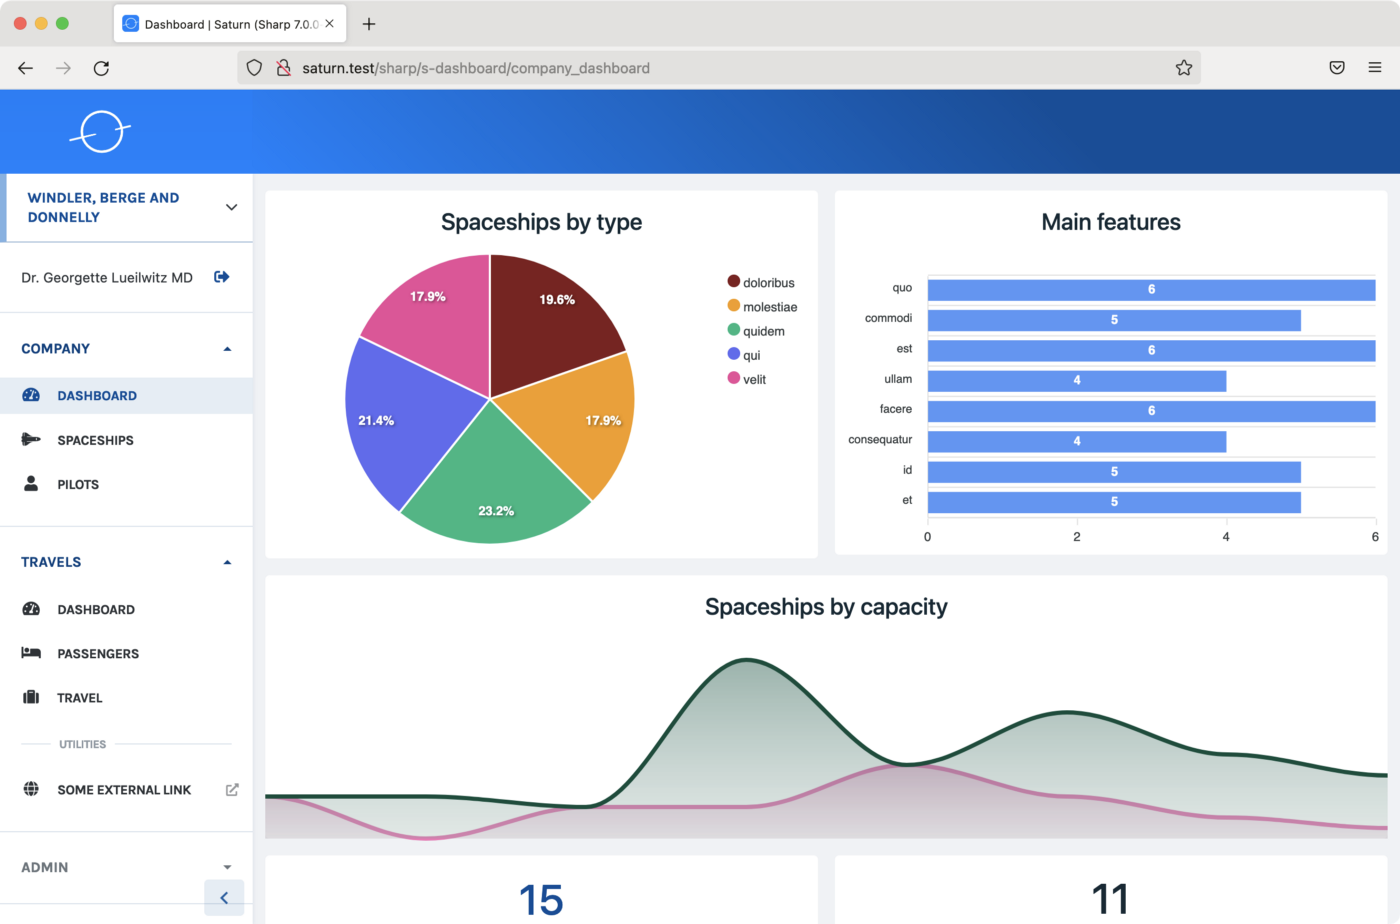 Dashboard | Saturn (Sharp 7.0.0
saturn.test/sharp/s-dashboard/company_dashboard
WINDLER, BERGE AND
DONNELLY
Dr. Georgette Lueilwitz MD
COMPANY
DASHBOARD
SPACESHIPS
PILOTS
TRAVELS
DASHBOARD
PASSENGERS
TRAVEL
UTILITIES
SOME EXTERNAL LINK
ADMIN
Spaceships by type
17.9%
19.6%
21.4%
17.9%
23.2%
doloribus
molestiae
quidem
qui
velit
Main features
quo 6
commodi 5
est 6
ullam 4
facere 6
consequatur 4
id 5
et 5
0 2 4 6
Spaceships by capacity
15
11